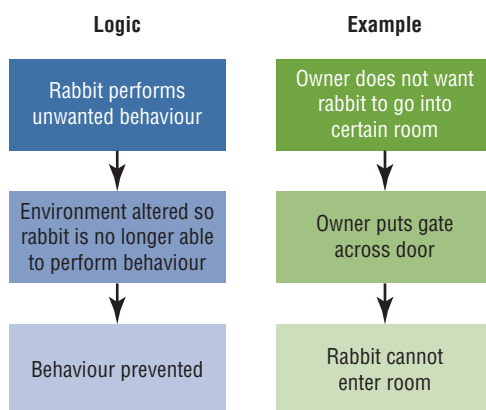 Logic
Rabbit performs
unwanted behaviour
Environment altered so
rabbit is no longer able
to perform behaviour
Behaviour prevented
Example
Owner does not want
rabbit to go into
certain room
Owner puts gate
across door
Rabbit cannot
enter room